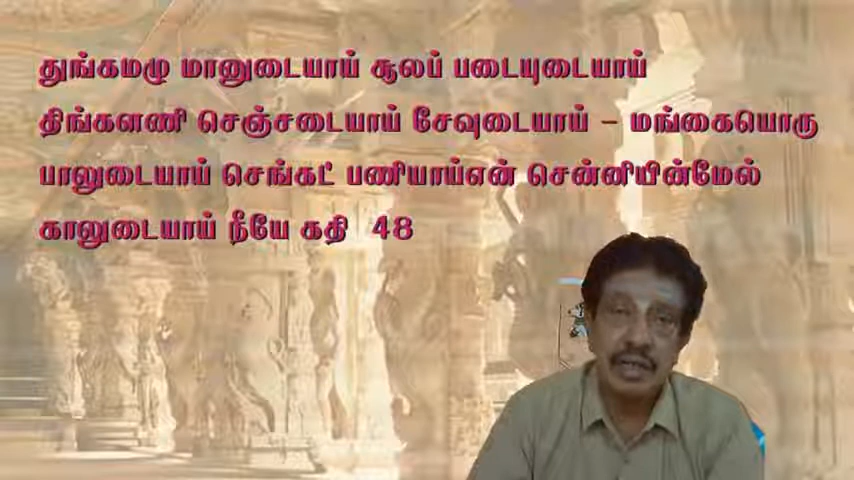 துங்கமழு மானுடையாய் சூலப் படையுடையாய்
திங்களணி செஞ்சடையாய் சேவுடையாய் - மங்கையொரு
பாலுடையாய் செங்கட் பணியாய்என் சென்னியின்மேல்
காலுடையாய் நீயே கதி 48